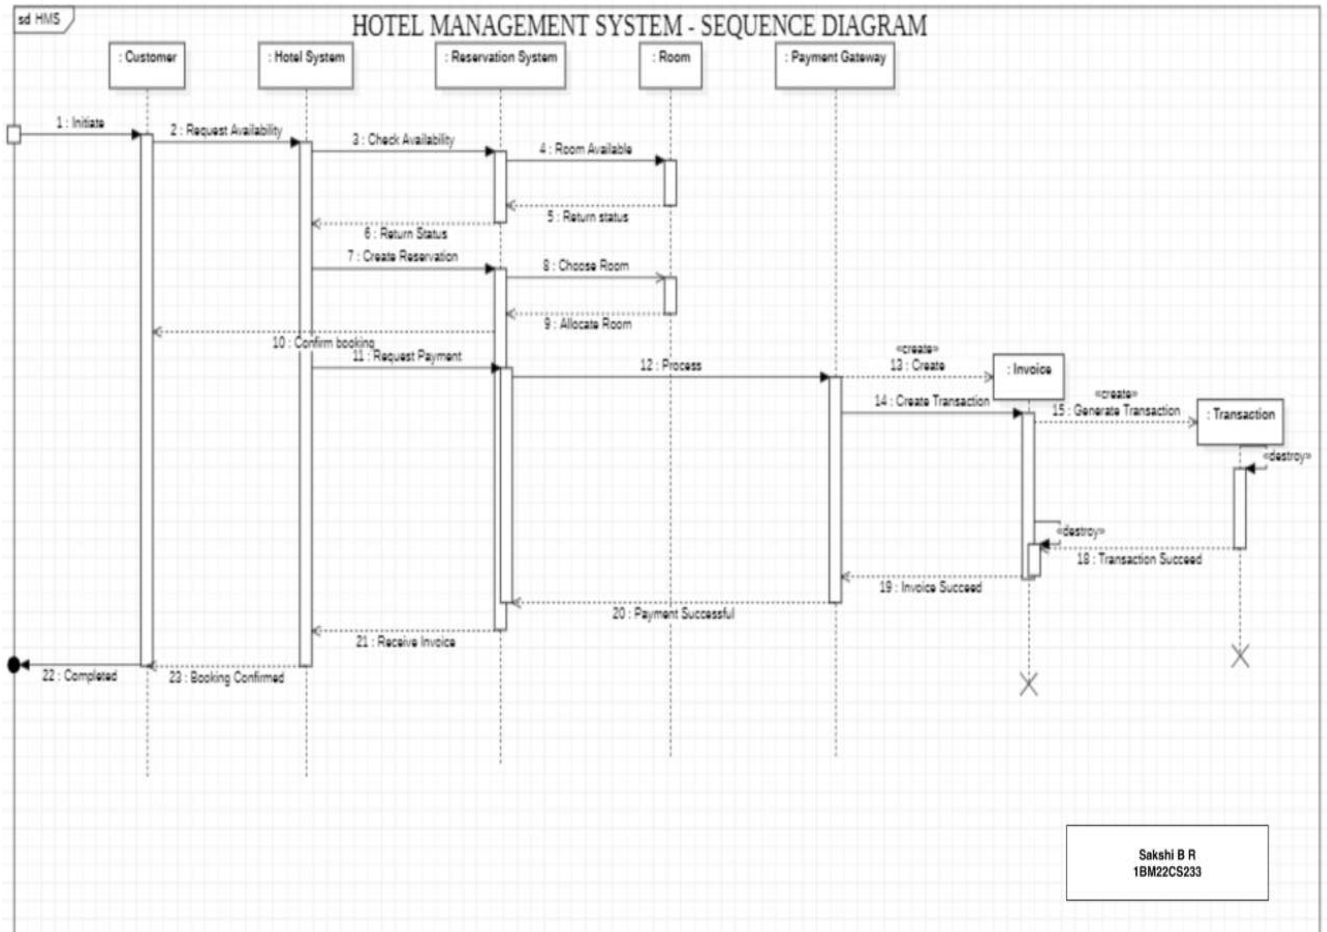 sd HMS
HOTEL MANAGEMENT SYSTEM - SEQUENCE DIAGRAM
: Customer
: Hotel System
: Reservation System
: Room
: Payment Gateway
1 : Initiate
2 : Request Availability
3 : Check Availability
4 : Room Available
5 : Return status
6 : Return Status
7 : Create Reservation
8 : Choose Room
9 : Allocate Room
10 : Confirm booking
11 : Request Payment
12 : Process
«create»
13 : Create
: Invoice
14 : Create Transaction
«create»
15 : Generate Transaction
: Transaction
«destroy»
«destroy»
18 : Transaction Succeed
19 : Invoice Succeed
20 : Payment Successful
21 : Receive Invoice
22 : Completed
23 : Booking Confirmed
Sakshi B R
1BM22CS233